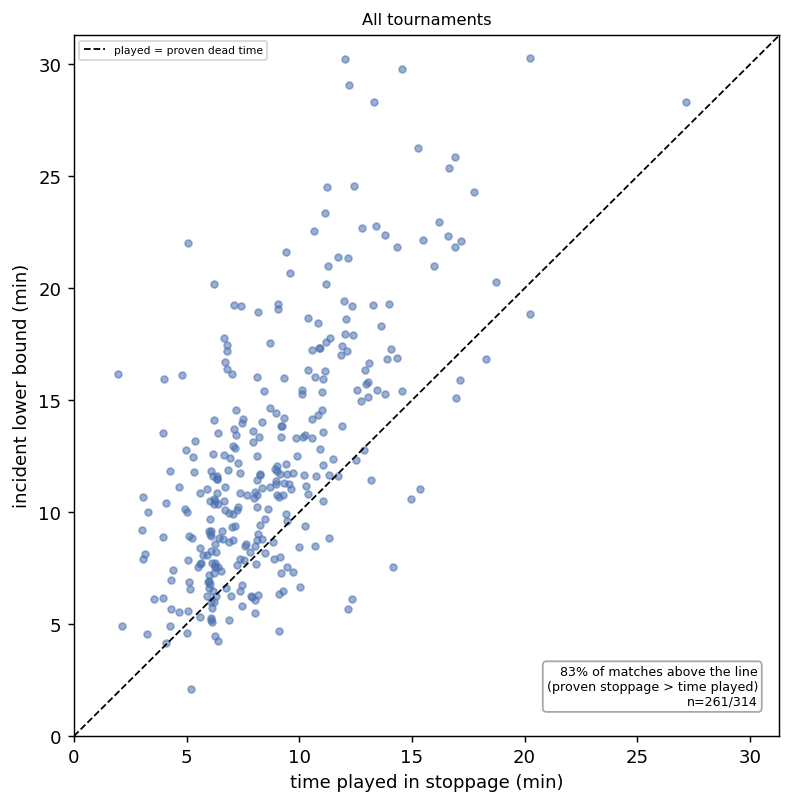 All tournaments
played = proven dead time
incident lower bound (min)
30
25
20
15
10
5
0
83% of matches above the line
(proven stoppage > time played)
n=261/314
0 5 10 15 20 25 30
time played in stoppage (min)